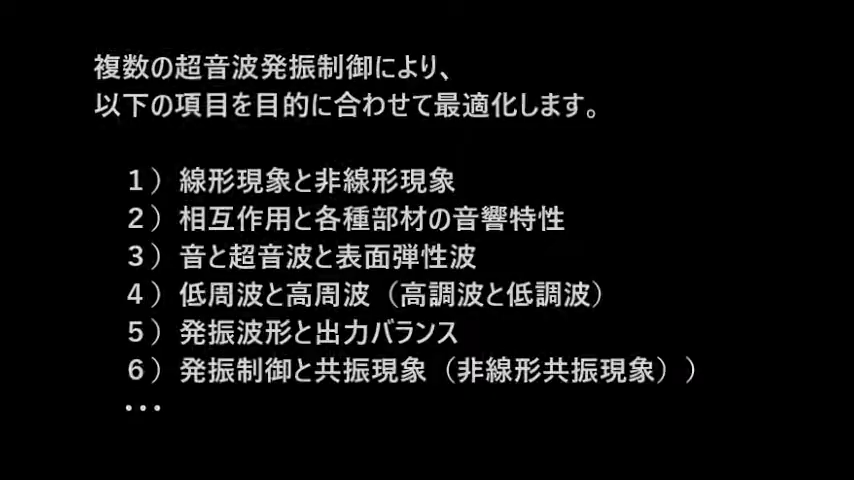 複数の超音波発振制御により、
以下の項目を目的に合わせて最適化します。
１）線形現象と非線形現象
２）相互作用と各種部材の音響特性
３）音と超音波と表面弾性波
４）低周波と高周波（高調波と低調波）
５）発振波形と出力バランス
６）発振制御と共振現象（非線形共振現象））
・・・